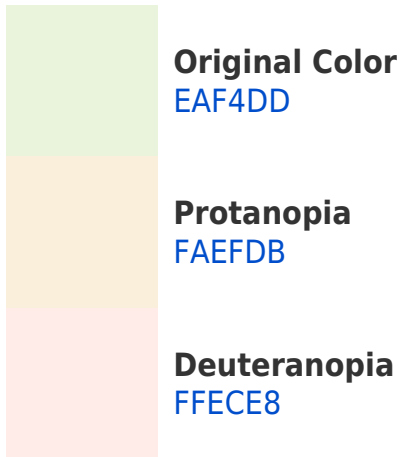 Original Color
EAF4DD
Protanopia
FAEFDB
Deuteranopia
FFECE8